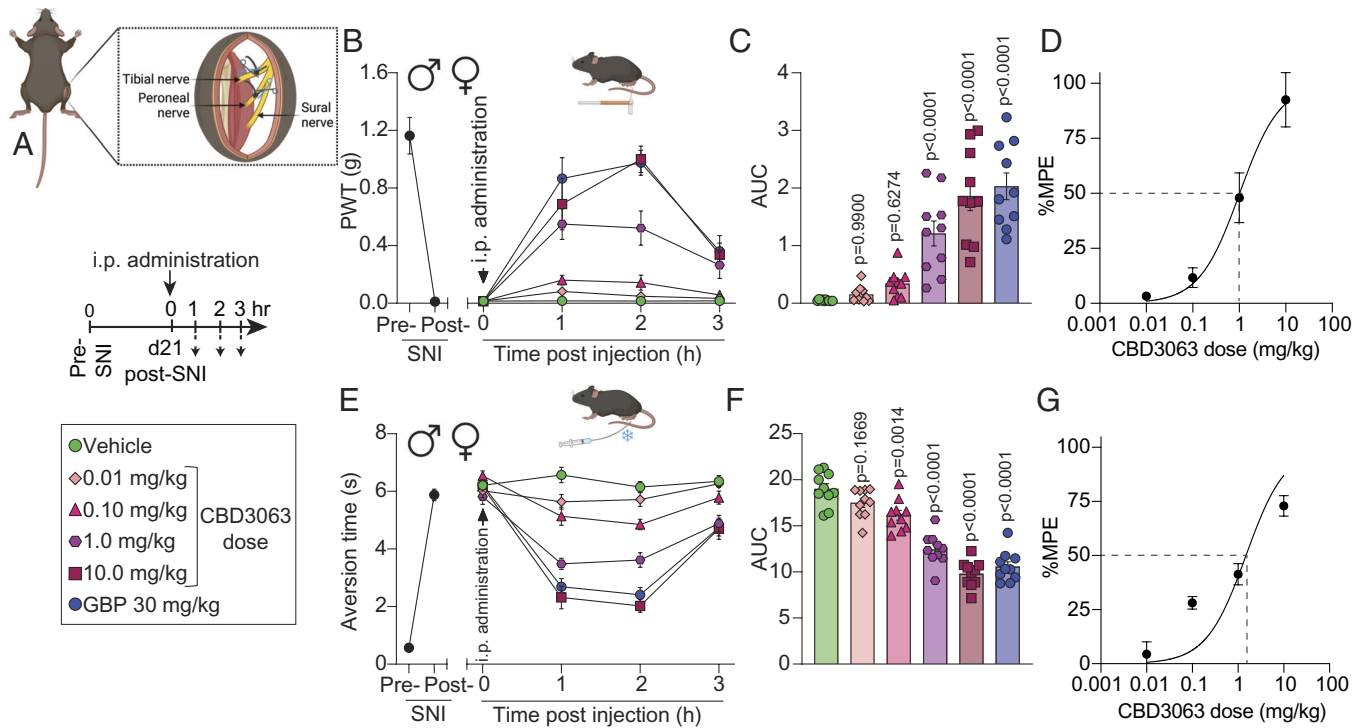 A
Tibial nerve
Peroneal
nerve
Sural
nerve
i.p. administration
0
0
1
2
3 hr
Pre-
SNI
d21
post-SNI
Vehicle
0.01 mg/kg
0.10 mg/kg
1.0 mg/kg
10.0 mg/kg
CBD3063
dose
GBP 30 mg/kg
B
♂ ♀
PWT (g)
1.6
1.2
0.8
0.4
0.0
i.p. administration
Pre- Post-
SNI
0 1 2 3
Time post injection (h)
C
AUC
4
3
2
1
0
p=0.9900
p=0.6274
p<0.0001
p<0.0001
p<0.0001
D
%MPE
100
75
50
25
0
0.001 0.01 0.1 1 10 100
CBD3063 dose (mg/kg)
E
♂ ♀
Aversion time (s)
8
6
4
2
0
i.p. administration
Pre- Post-
SNI
0 1 2 3
Time post injection (h)
F
AUC
25
20
15
10
5
0
p=0.1669
p=0.0014
p<0.0001
p<0.0001
p<0.0001
G
%MPE
100
75
50
25
0
0.001 0.01 0.1 1 10 100
CBD3063 dose (mg/kg)